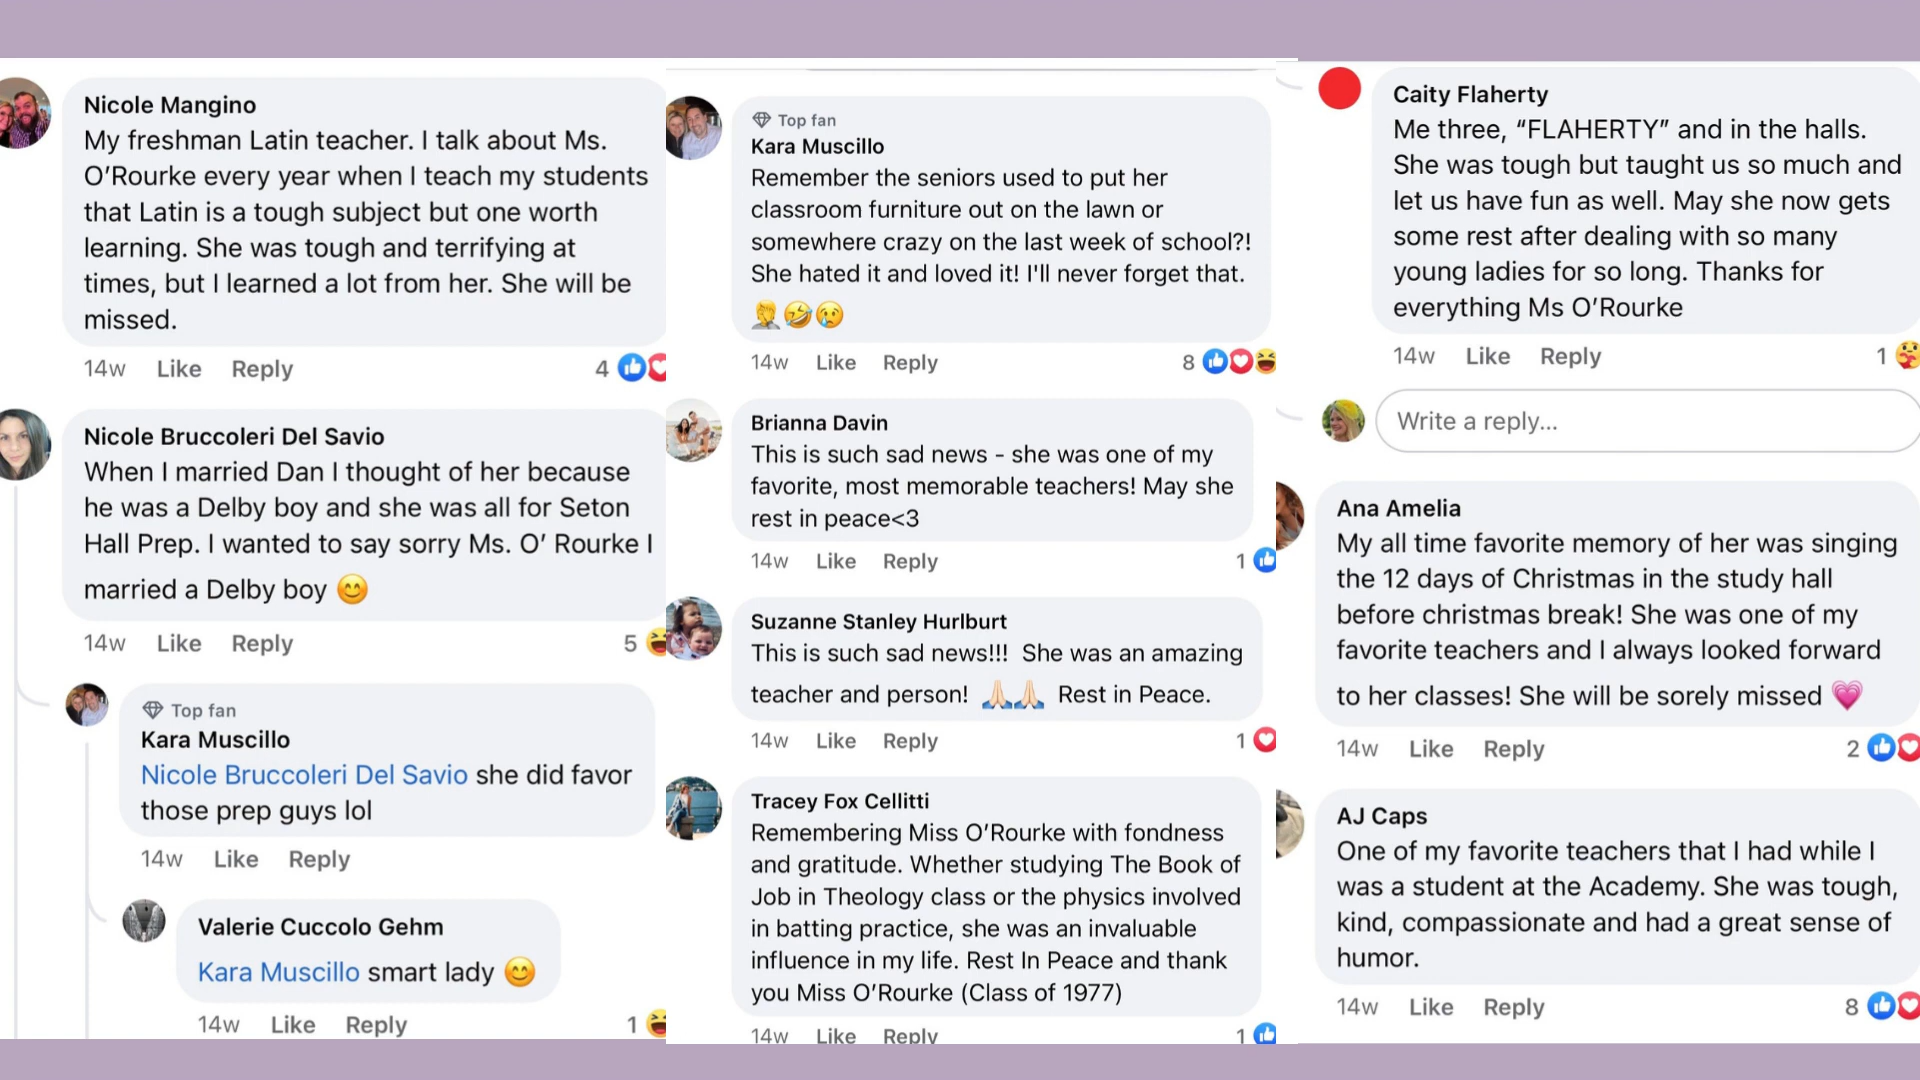 Nicole Mangino
My freshman Latin teacher. I talk about Ms.
O’Rourke every year when I teach my students
that Latin is a tough subject but one worth
learning. She was tough and terrifying at
times, but I learned a lot from her. She will be
missed.
14w Like Reply 4
Nicole Bruccoleri Del Savio
When I married Dan I thought of her because
he was a Delby boy and she was all for Seton
Hall Prep. I wanted to say sorry Ms. O’ Rourke I
married a Delby boy 😊
14w Like Reply 5
Top fan
Kara Muscillo
Nicole Bruccoleri Del Savio she did favor
those prep guys lol
14w Like Reply
Valerie Cuccolo Gehm
Kara Muscillo smart lady 😊
14w Like Reply 1
Top fan
Kara Muscillo
Remember the seniors used to put her
classroom furniture out on the lawn or
somewhere crazy on the last week of school?!
She hated it and loved it! I'll never forget that.
🤦🤣😢
14w Like Reply 8
Brianna Davin
This is such sad news - she was one of my
favorite, most memorable teachers! May she
rest in peace<3
14w Like Reply 1
Suzanne Stanley Hurlburt
This is such sad news!!! She was an amazing
teacher and person! 🙏🏻🙏🏻 Rest in Peace.
14w Like Reply 1
Tracey Fox Cellitti
Remembering Miss O’Rourke with fondness
and gratitude. Whether studying The Book of
Job in Theology class or the physics involved
in batting practice, she was an invaluable
influence in my life. Rest In Peace and thank
you Miss O’Rourke (Class of 1977)
14w Like Reply 1
Caity Flaherty
Me three, “FLAHERTY” and in the halls.
She was tough but taught us so much and
let us have fun as well. May she now gets
some rest after dealing with so many
young ladies for so long. Thanks for
everything Ms O’Rourke
14w Like Reply 1
Write a reply...
Ana Amelia
My all time favorite memory of her was singing
the 12 days of Christmas in the study hall
before christmas break! She was one of my
favorite teachers and I always looked forward
to her classes! She will be sorely missed 💗
14w Like Reply 2
AJ Caps
One of my favorite teachers that I had while I
was a student at the Academy. She was tough,
kind, compassionate and had a great sense of
humor.
14w Like Reply 8